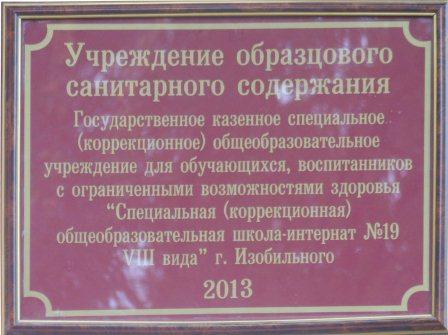 Учреждение образцового
санитарного содержания
Государственное казенное специальное
(коррекционное) общеобразовательное
учреждение для обучающихся, воспитанников
с ограниченными возможностями здоровья
“Специальная (коррекционная)
общеобразовательная школа-интернат №19
VIII вида” г. Изобильного
2013